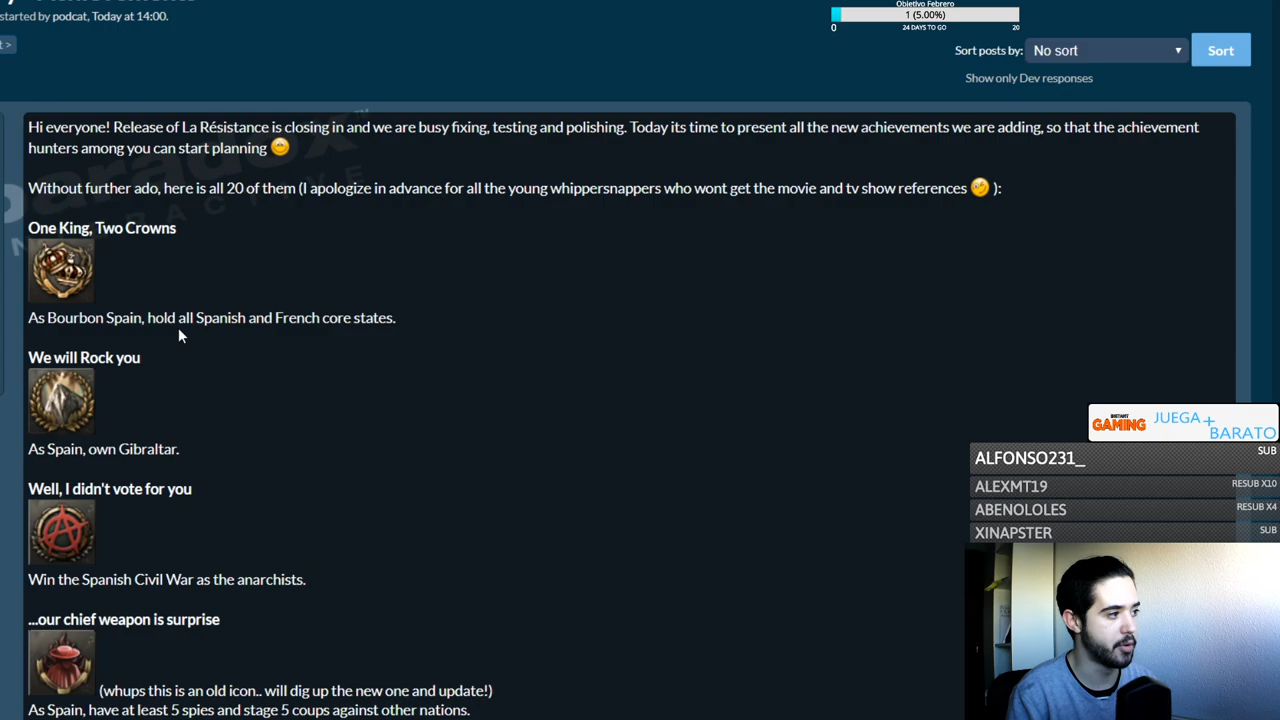 started by podcat, Today at 14:00.
t >
Objetivo Febrero
1 (5.00%)
0
24 DAYS TO GO
20
Sort posts by:
No sort
Sort
Show only Dev responses
Hi everyone! Release of La Résistance is closing in and we are busy fixing, testing and polishing. Today its time to present all the new achievements we are adding, so that the achievement
hunters among you can start planning
Without further ado, here is all 20 of them (I apologize in advance for all the young whippersnappers who wont get the movie and tv show references ):
One King, Two Crowns
As Bourbon Spain, hold all Spanish and French core states.
We will Rock you
As Spain, own Gibraltar.
Well, I didn't vote for you
Win the Spanish Civil War as the anarchists.
...our chief weapon is surprise
(whups this is an old icon.. will dig up the new one and update!)
As Spain, have at least 5 spies and stage 5 coups against other nations.
INSTANT
GAMING
JUEGA+
BARATO
ALFONSO231_
SUB
ALEXMT19
RESUB X10
ABENOLOLES
RESUB X4
XINAPSTER
SUB